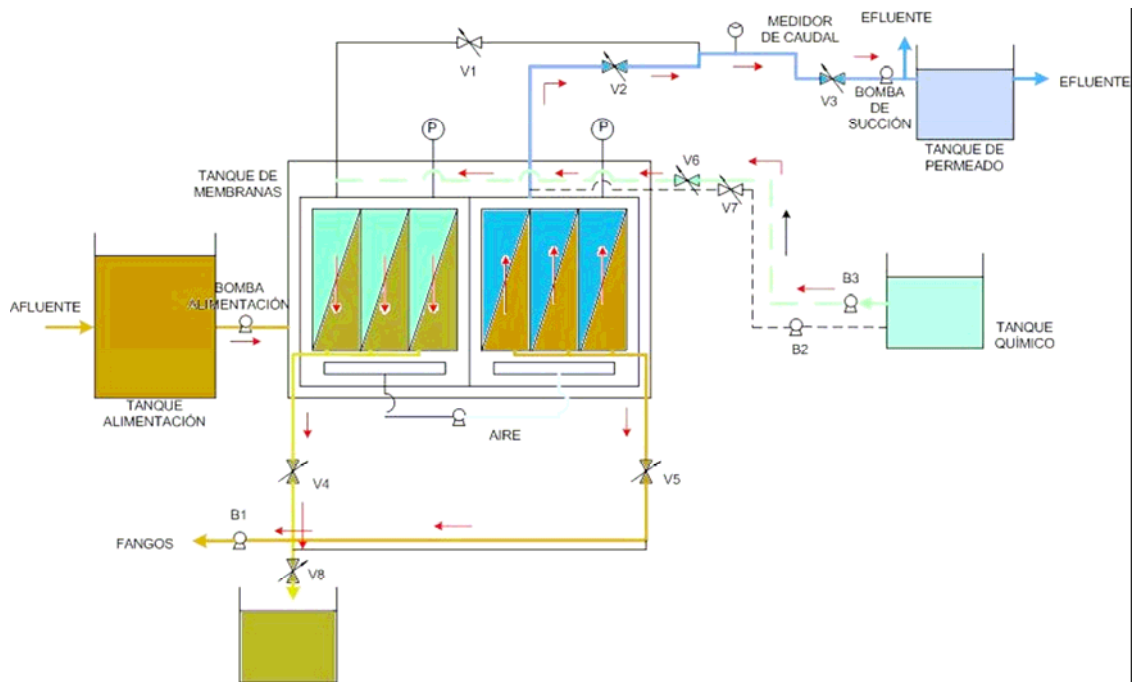 MEDIDOR
DE CAUDAL
EFLUENTE
V1
V2
V3
BOMBA
DE
SUCCIÓN
EFLUENTE
TANQUE DE
PERMEADO
P
P
TANQUE DE
MEMBRANAS
V6
V7
BOMBA
ALIMENTACIÓN
AFLUENTE
B3
B2
TANQUE
QUÍMICO
TANQUE
ALIMENTACIÓN
AIRE
V4
V5
B1
FANGOS
V8